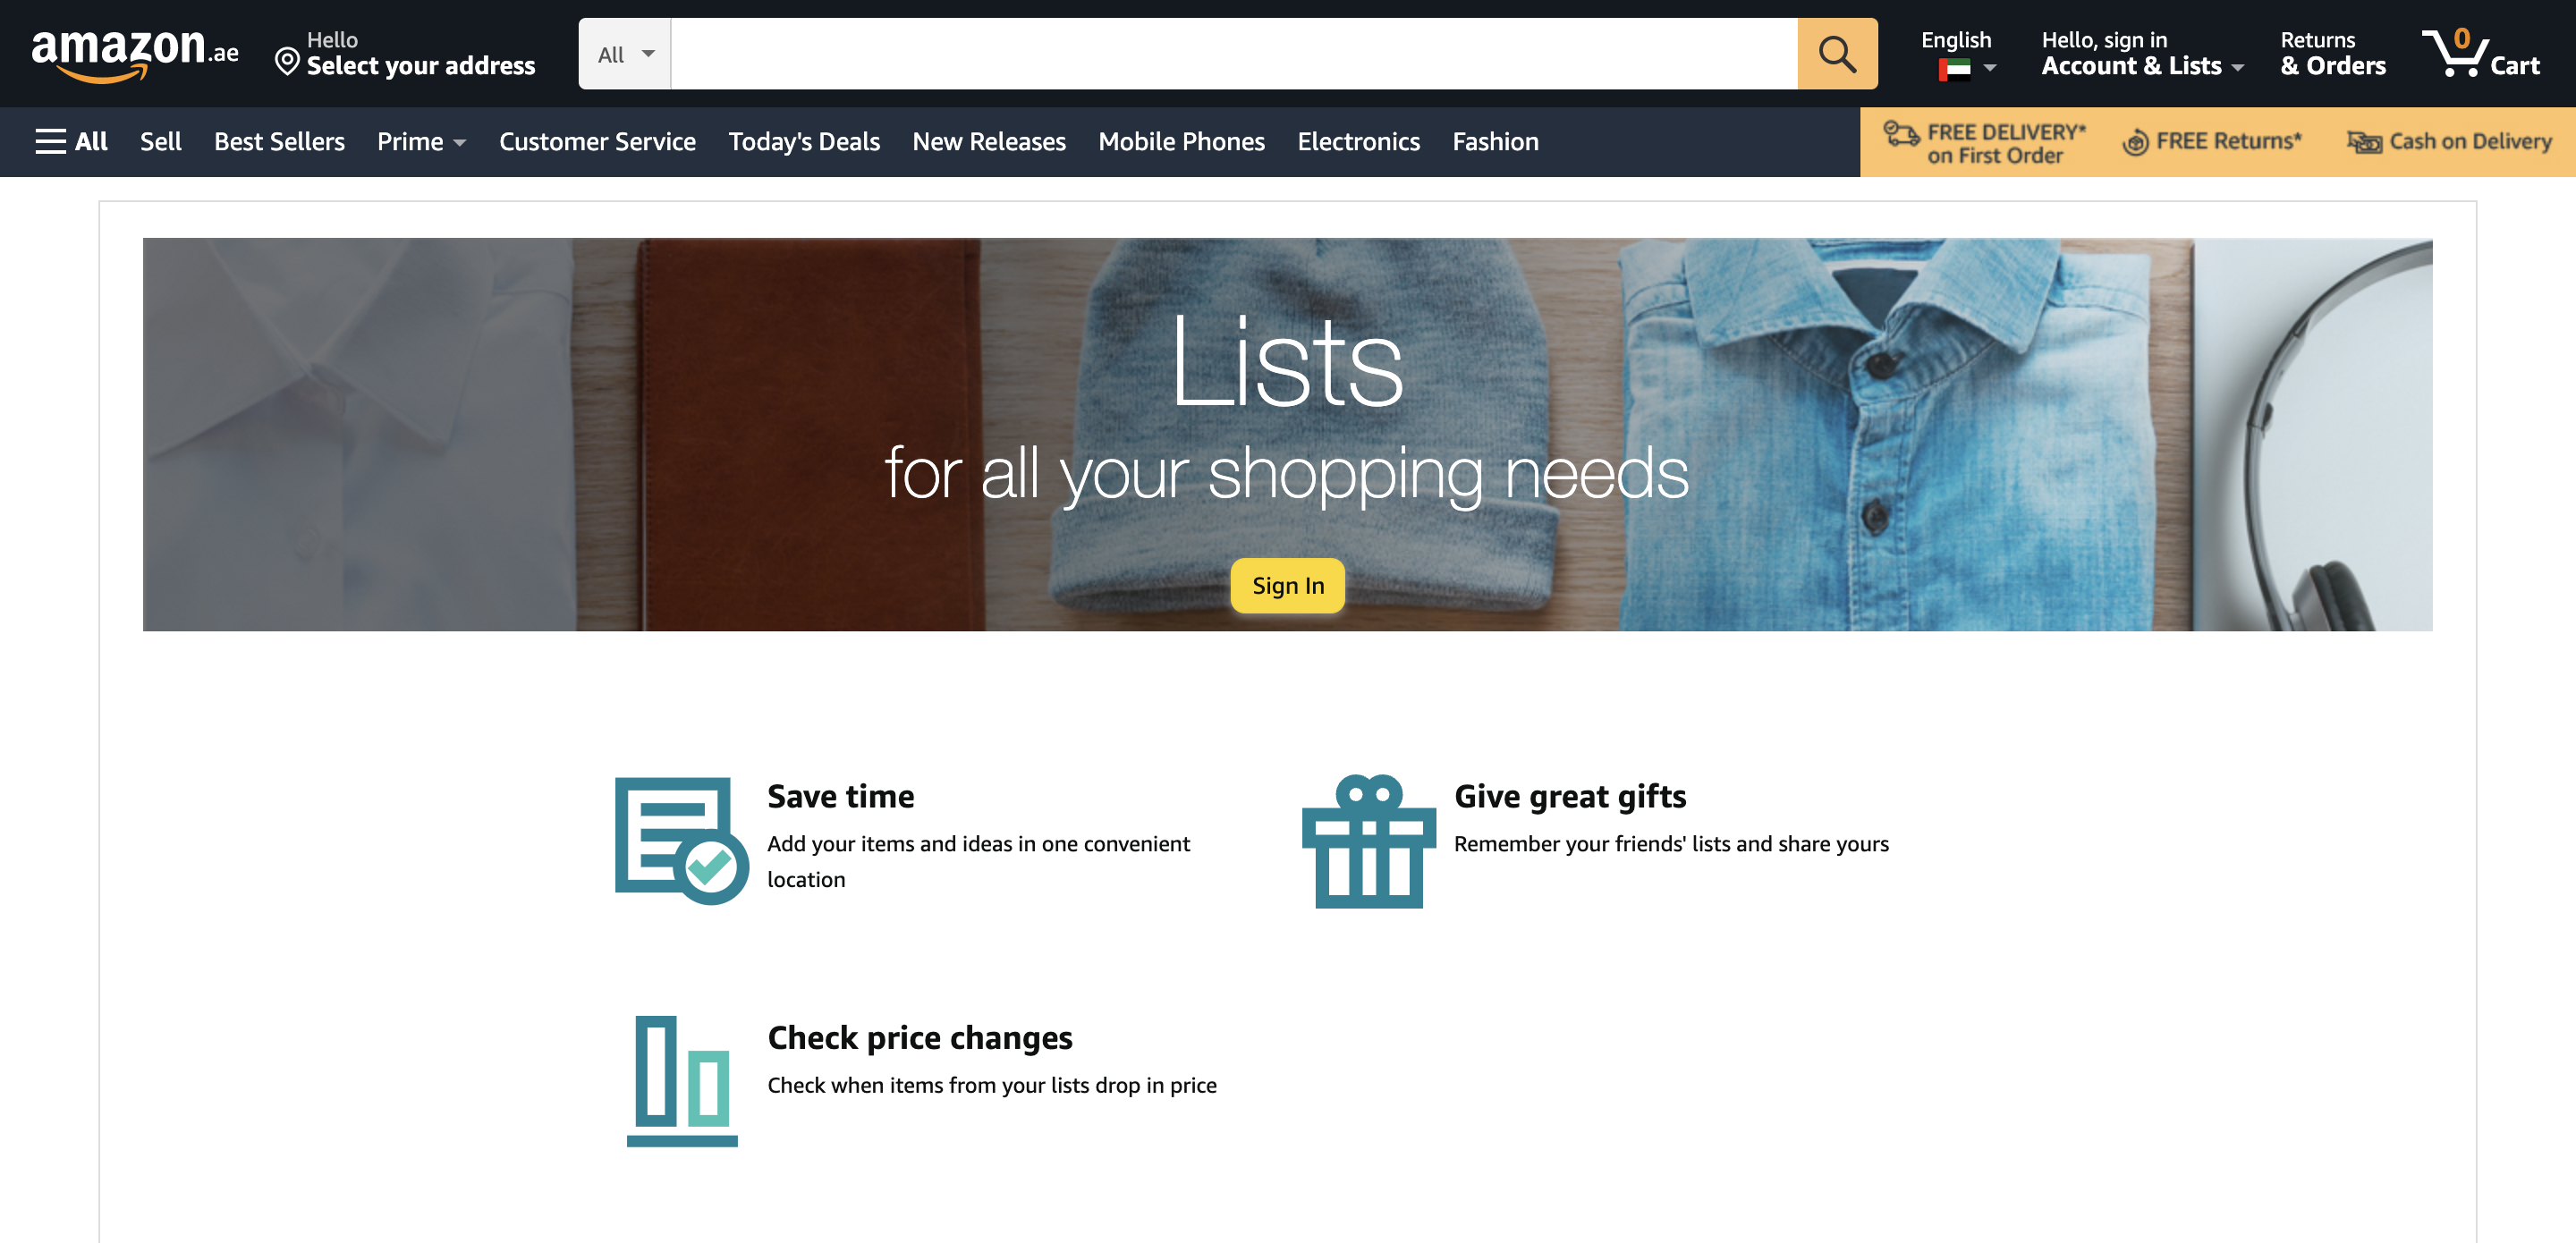 amazon.ae
Hello
Select your address
All
English
Hello, sign in
Account & Lists
Returns
& Orders
0
Cart
All
Sell
Best Sellers
Prime
Customer Service
Today's Deals
New Releases
Mobile Phones
Electronics
Fashion
FREE DELIVERY*
on First Order
FREE Returns*
Cash on Delivery
Lists
for all your shopping needs
Sign In
Save time
Add your items and ideas in one convenient
location
Give great gifts
Remember your friends' lists and share yours
Check price changes
Check when items from your lists drop in price